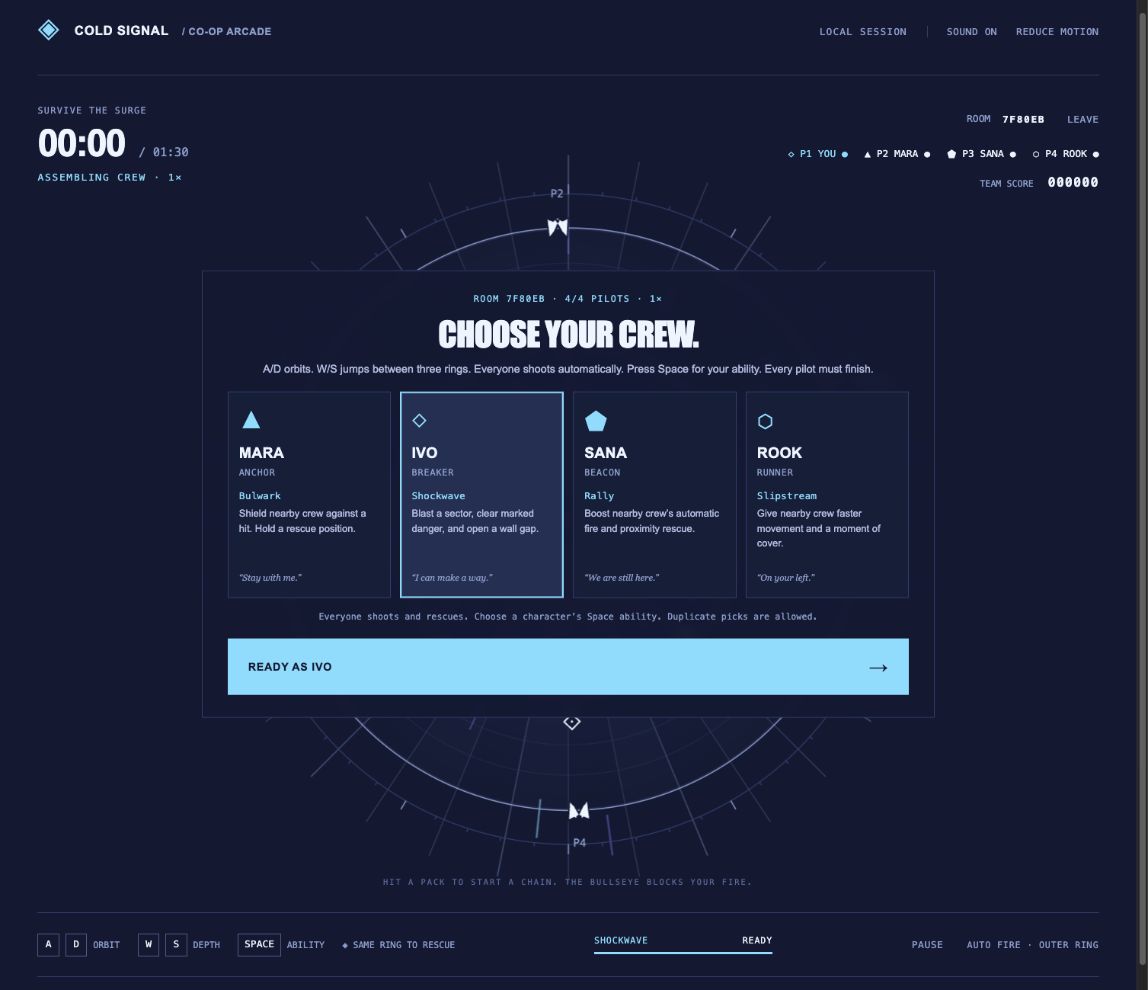 COLD SIGNAL / CO-OP ARCADE
LOCAL SESSION SOUND ON REDUCE MOTION
SURVIVE THE SURGE
00:00 / 01:30
ASSEMBLING CREW · 1×
ROOM 7F80EB LEAVE
◇ P1 YOU ● ▲ P2 MARA ● ⬟ P3 SANA ● ⬡ P4 ROOK ●
TEAM SCORE 000000
P2
ROOM 7F80EB · 4/4 PILOTS · 1×
CHOOSE YOUR CREW.
A/D orbits. W/S jumps between three rings. Everyone shoots automatically. Press Space for your ability. Every pilot must finish.
MARA
ANCHOR
Bulwark
Shield nearby crew against a
hit. Hold a rescue position.
“Stay with me.”
IVO
BREAKER
Shockwave
Blast a sector, clear marked
danger, and open a wall gap.
“I can make a way.”
SANA
BEACON
Rally
Boost nearby crew’s automatic
fire and proximity rescue.
“We are still here.”
ROOK
RUNNER
Slipstream
Give nearby crew faster
movement and a moment of
cover.
“On your left.”
Everyone shoots and rescues. Choose a character’s Space ability. Duplicate picks are allowed.
READY AS IVO →
P4
HIT A PACK TO START A CHAIN. THE BULLSEYE BLOCKS YOUR FIRE.
A D ORBIT W S DEPTH SPACE ABILITY ◆ SAME RING TO RESCUE
SHOCKWAVE READY
PAUSE AUTO FIRE · OUTER RING